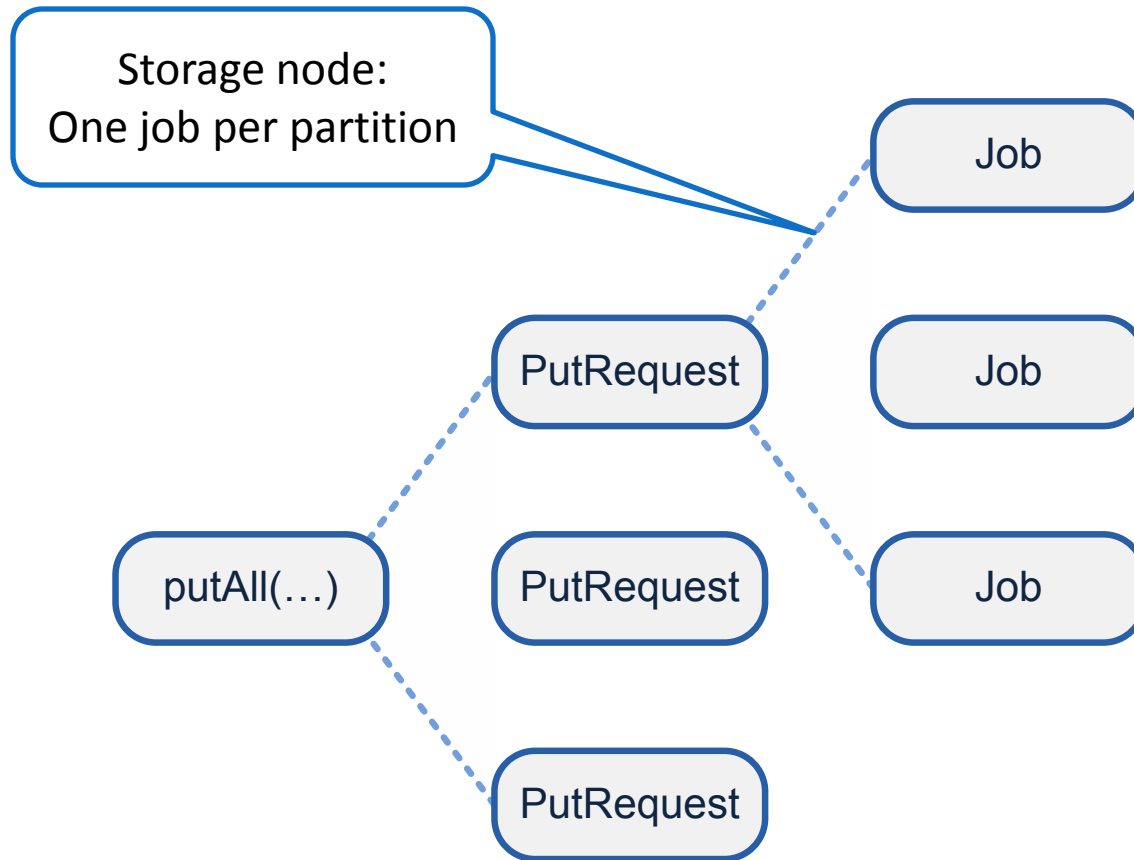 Storage node:
One job per partition
Job
PutRequest
Job
putAll(…)
PutRequest
Job
PutRequest